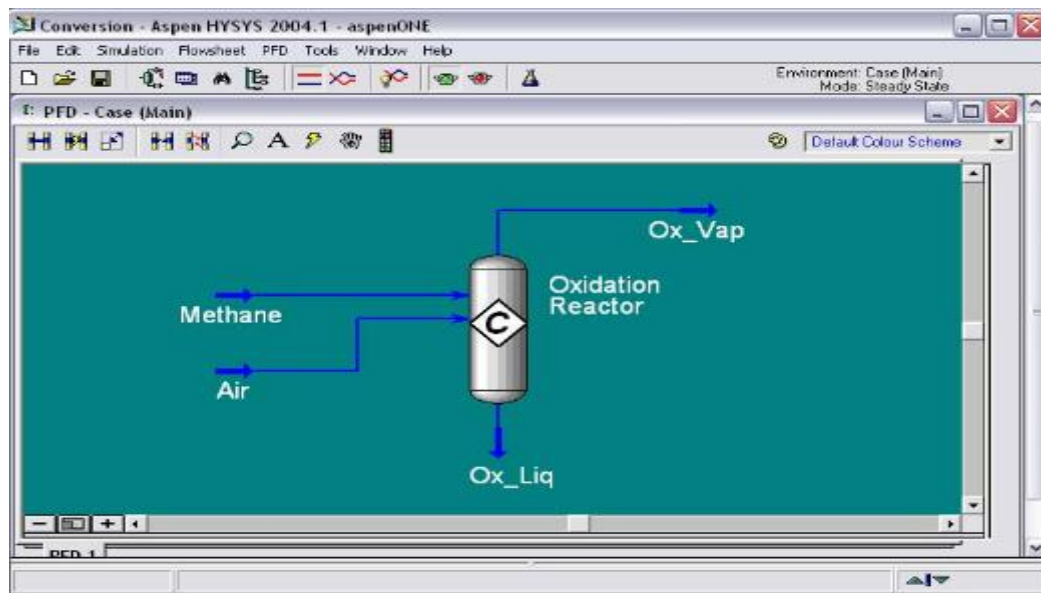 Conversion - Aspen HYSYS 2004.1 - aspenONE
File Edit Simulation Flowsheet PFD Tools Window Help
Environment: Case (Main)
Mode: Steady State
PFD - Case (Main)
A
Default Colour Scheme
Ox_Vap
Oxidation
Reactor
Methane
C
Air
Ox_Liq
PFD 1